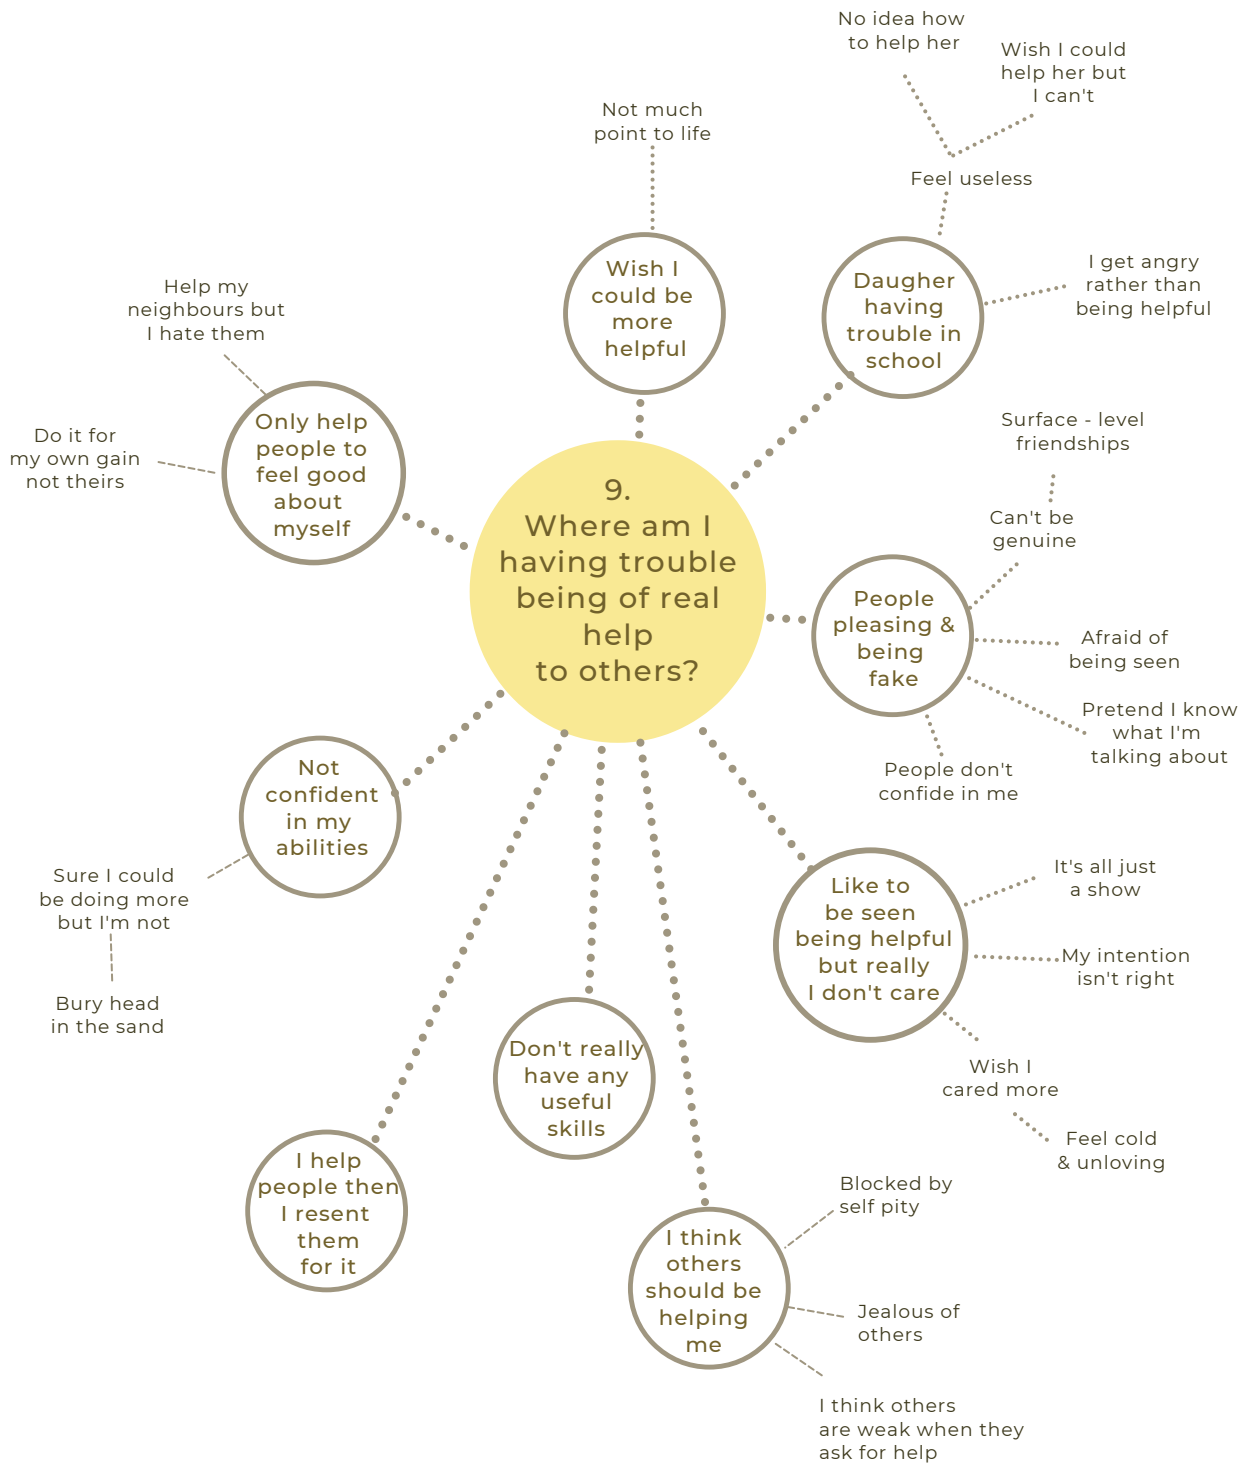 No idea how
to help her
Wish I could
help her but
I can't
Feel useless
Not much
point to life
Wish I
could be
more
helpful
Daugher
having
trouble in
school
I get angry
rather than
being helpful
Help my
neighbours but
I hate them
Do it for
my own gain
not theirs
Only help
people to
feel good
about
myself
9.
Where am I
having trouble
being of real
help
to others?
Surface - level
friendships
Can't be
genuine
People
pleasing &
being
fake
Afraid of
being seen
Pretend I know
what I'm
talking about
People don't
confide in me
Not
confident
in my
abilities
Sure I could
be doing more
but I'm not
Bury head
in the sand
Like to
be seen
being helpful
but really
I don't care
It's all just
a show
My intention
isn't right
Wish I
cared more
Feel cold
& unloving
Don't really
have any
useful
skills
I help
people then
I resent
them
for it
I think
others
should be
helping
me
Blocked by
self pity
Jealous of
others
I think others
are weak when they
ask for help